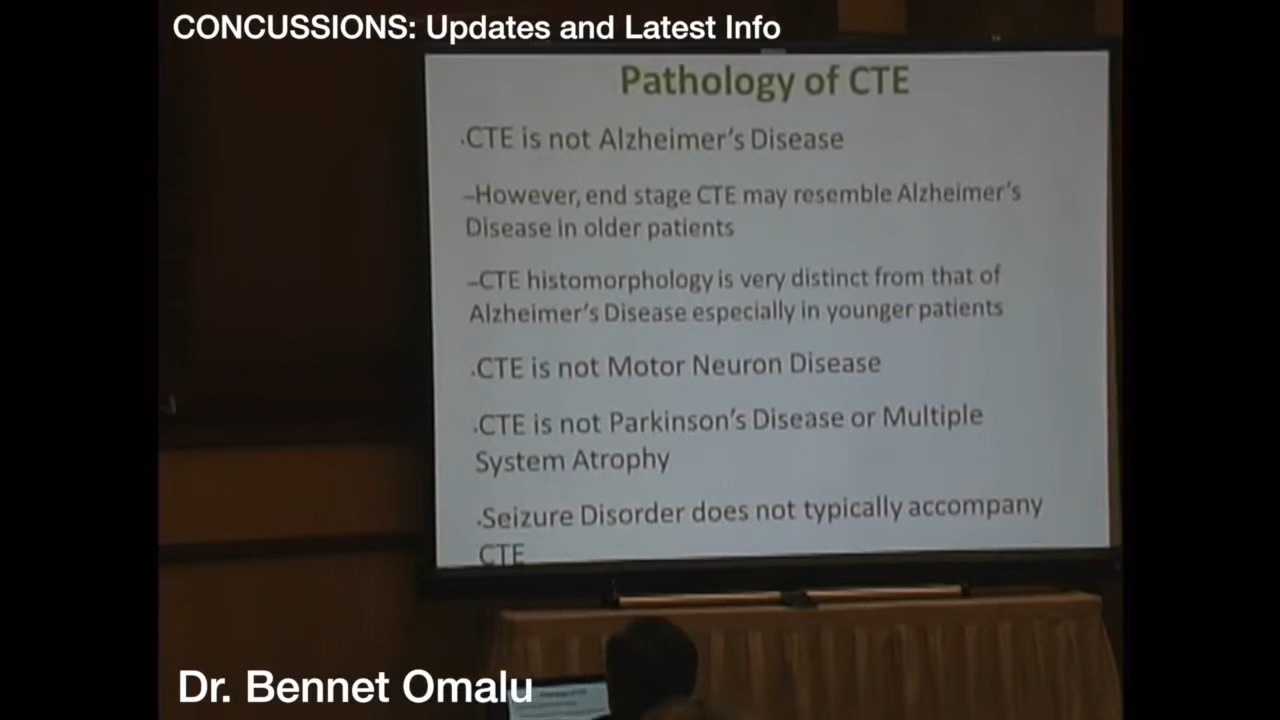 CONCUSSIONS: Updates and Latest Info
Pathology of CTE
.CTE is not Alzheimer's Disease
–However, end stage CTE may resemble Alzheimer's
Disease in older patients
–CTE histomorphology is very distinct from that of
Alzheimer's Disease especially in younger patients
.CTE is not Motor Neuron Disease
.CTE is not Parkinson's Disease or Multiple
System Atrophy
.Seizure Disorder does not typically accompany
CTE
Dr. Bennet Omalu